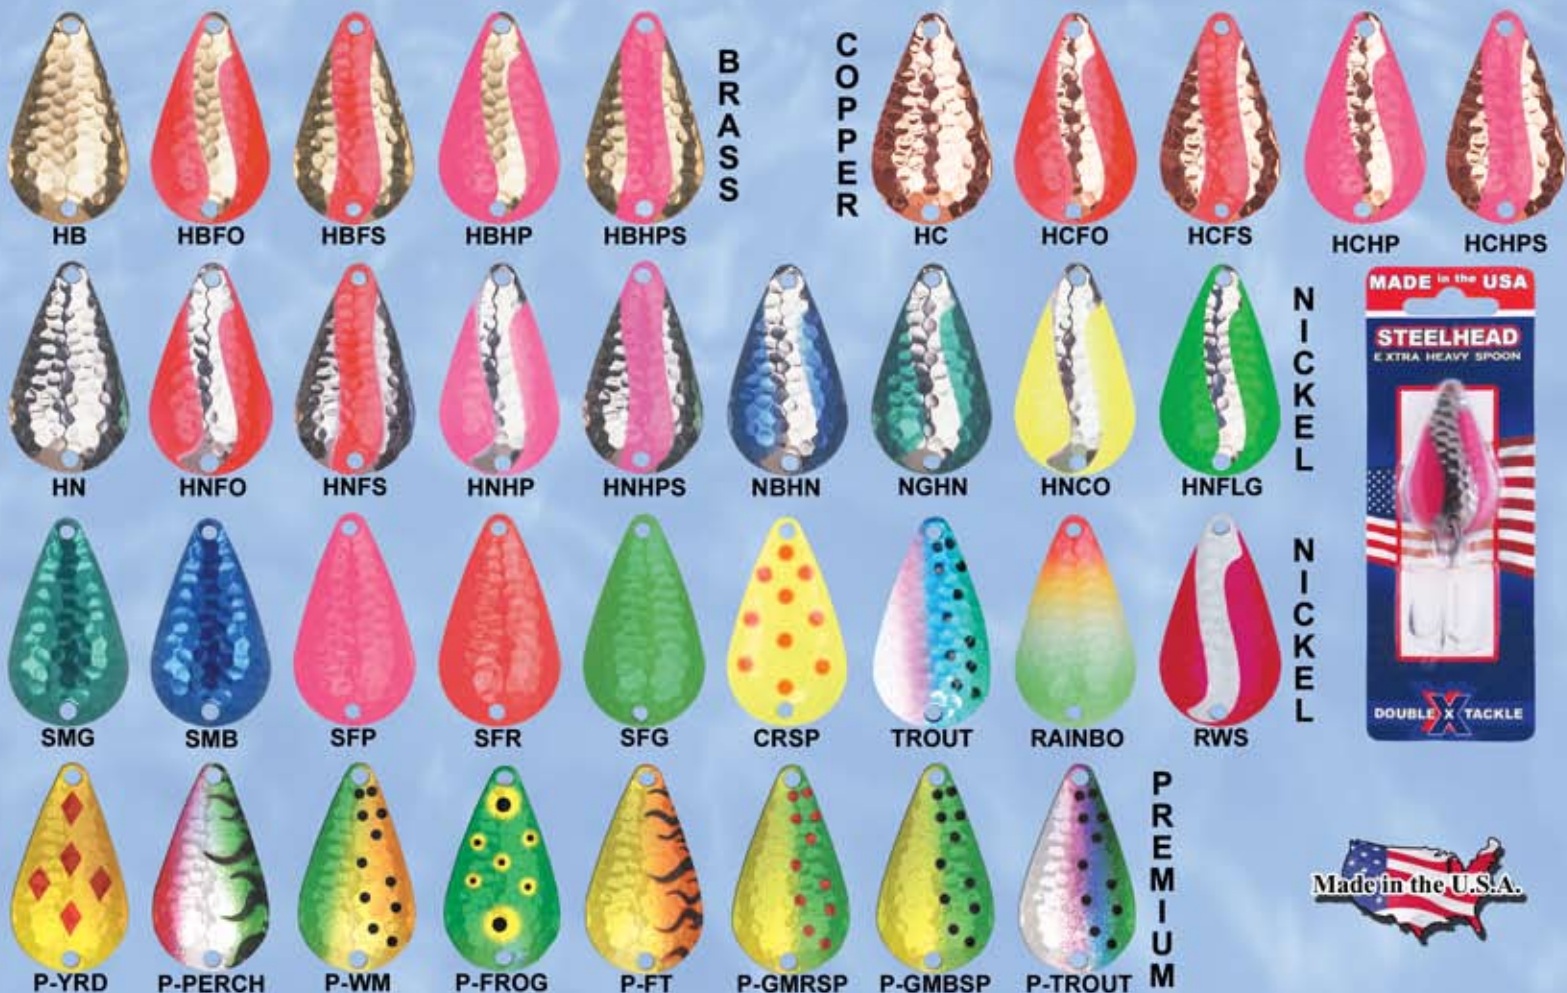 HB HBFO HBFS HBHP HBHPS
BRASS
COPPER
HC HCFO HCFS HCHP HCHPS
HN HNFO HNFS HNHP HNHPS NBHN NGHN HNCO HNFLG
NICKEL
MADE in the USA
STEELHEAD
EXTRA HEAVY SPOON
DOUBLE X TACKLE
SMG SMB SFP SFR SFG CRSP TROUT RAINBO RWS
NICKEL
P-YRD P-PERCH P-WM P-FROG P-FT P-GMRSP P-GMBSP P-TROUT
PREMIUM
Made in the U.S.A.